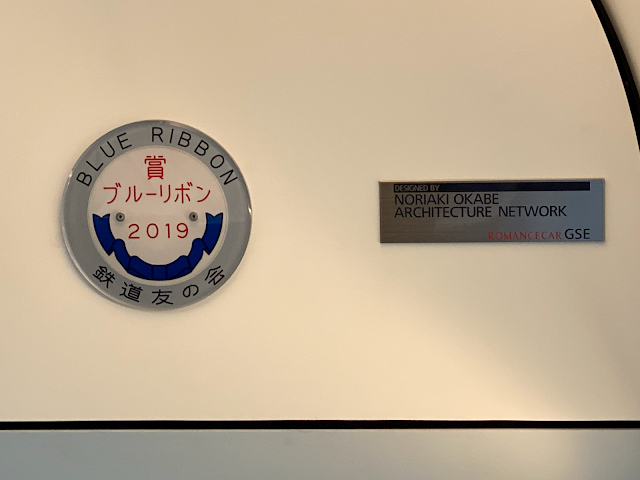 BLUE RIBBON
賞
ブルーリボン
2019
鉄道友の会
DESIGNED BY
NORIAKI OKABE
ARCHITECTURE NETWORK
ROMANCECAR GSE